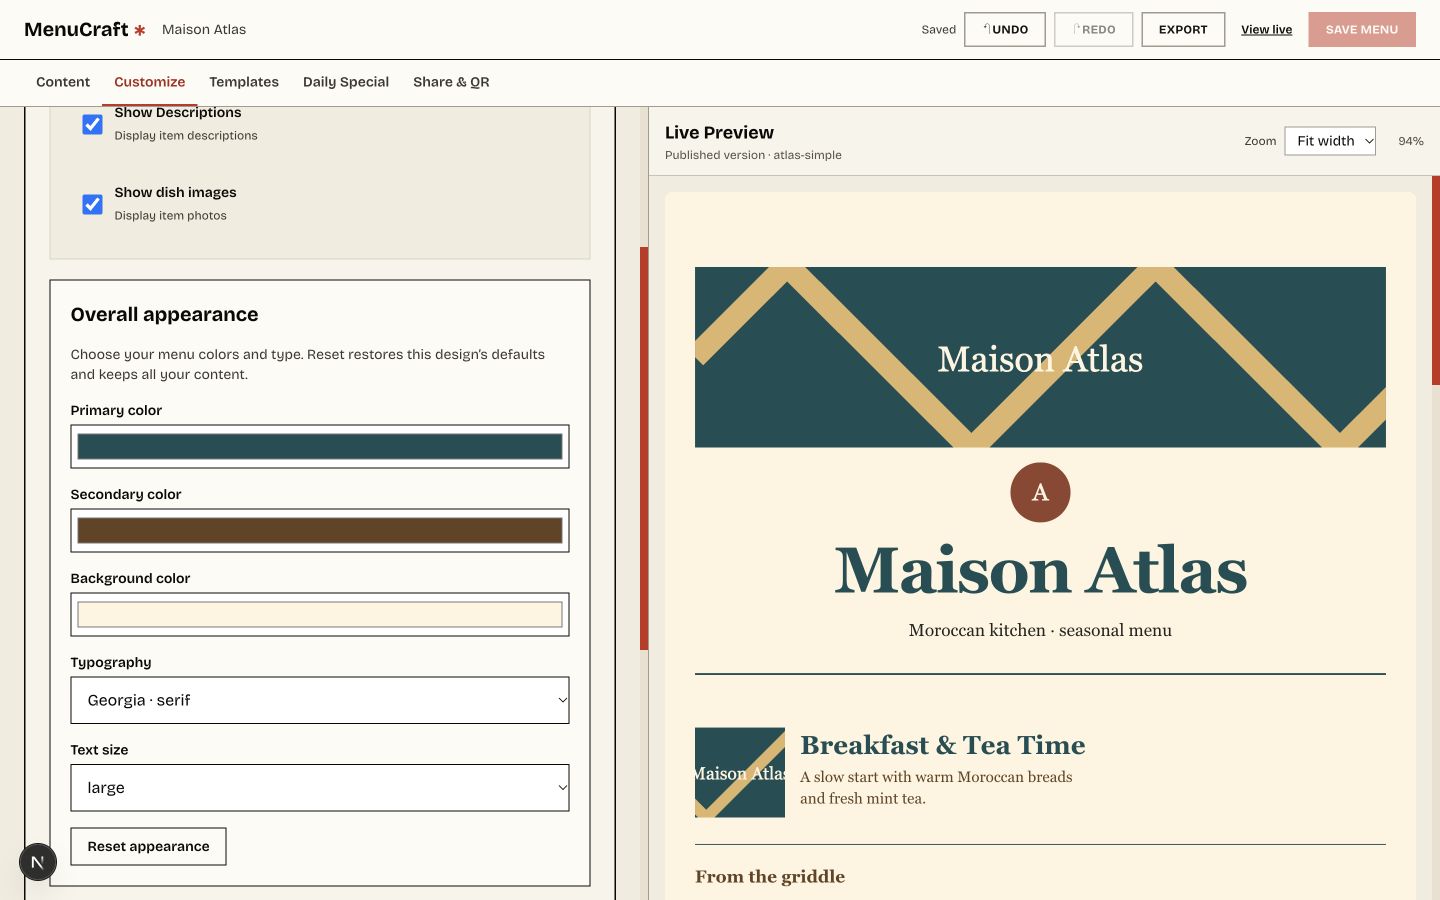 MenuCraft *
Maison Atlas
Saved
UNDO
REDO
EXPORT
View live
SAVE MENU
Content
Customize
Templates
Daily Special
Share & QR
Show Descriptions
Display item descriptions
Show dish images
Display item photos
Overall appearance
Choose your menu colors and type. Reset restores this design's defaults
and keeps all your content.
Primary color
Secondary color
Background color
Typography
Georgia · serif
Text size
large
Reset appearance
N
Live Preview
Published version · atlas-simple
Zoom
Fit width
94%
Maison Atlas
A
Maison Atlas
Moroccan kitchen · seasonal menu
Maison Atlas
Breakfast & Tea Time
A slow start with warm Moroccan breads
and fresh mint tea.
From the griddle